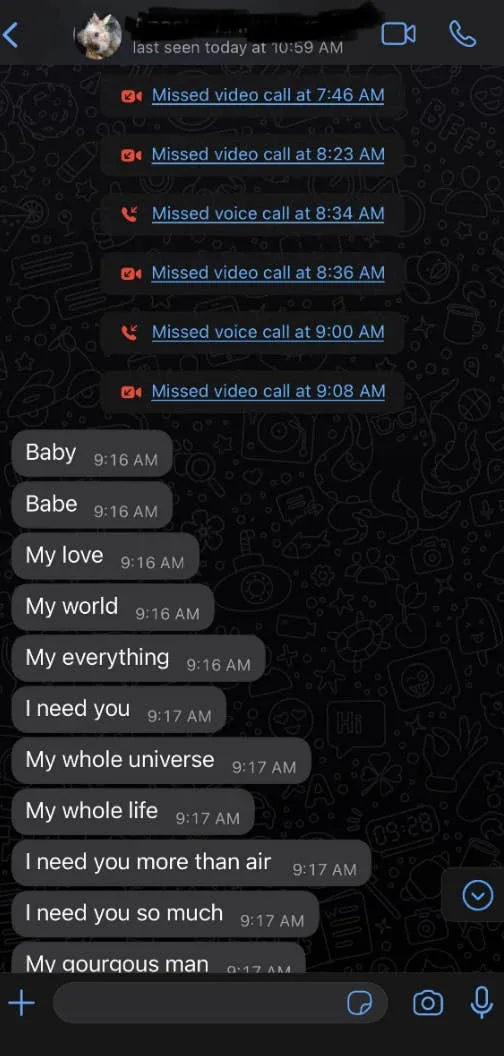 last seen today at 10:59 AM
Missed video call at 7:46 AM
Missed video call at 8:23 AM
Missed voice call at 8:34 AM
Missed video call at 8:36 AM
Missed voice call at 9:00 AM
Missed video call at 9:08 AM
Baby 9:16 AM
Babe 9:16 AM
My love 9:16 AM
My world 9:16 AM
My everything 9:16 AM
I need you 9:17 AM
My whole universe 9:17 AM
My whole life 9:17 AM
I need you more than air 9:17 AM
I need you so much 9:17 AM
My gourgous man 9:17 AM